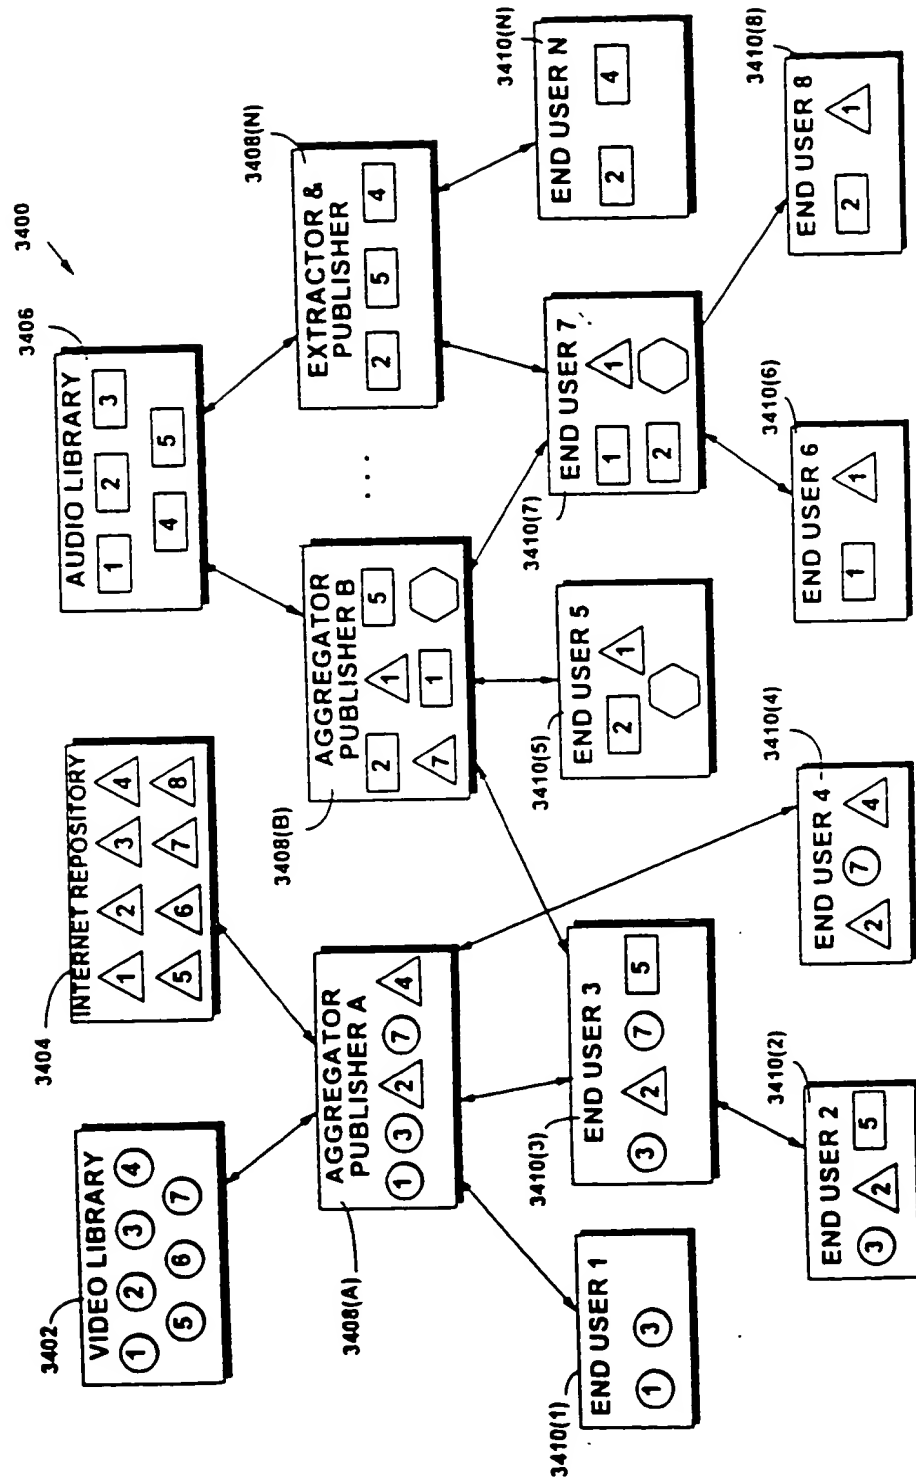 3400
3402
VIDEO LIBRARY
1 2 3 4
5 6 7
3404
INTERNET REPOSITORY
1 2 3 4
5 6 7 8
3406
AUDIO LIBRARY
1 2 3
4 5
3408(A)
AGGREGATOR
PUBLISHER A
1 3 2 7 4
3408(B)
AGGREGATOR
PUBLISHER B
2 1 5
7 1
...
3408(N)
EXTRACTOR &
PUBLISHER
2 5 4
3410(1)
END USER 1
1 3
3410(3)
END USER 3
3 2 7 5
3410(5)
END USER 5
2 1
3410(7)
END USER 7
1 1
2
3410(N)
END USER N
2 4
3410(2)
END USER 2
3 2 5
3410(4)
END USER 4
2 7 4
3410(6)
END USER 6
1 1
3410(8)
END USER 8
2 1